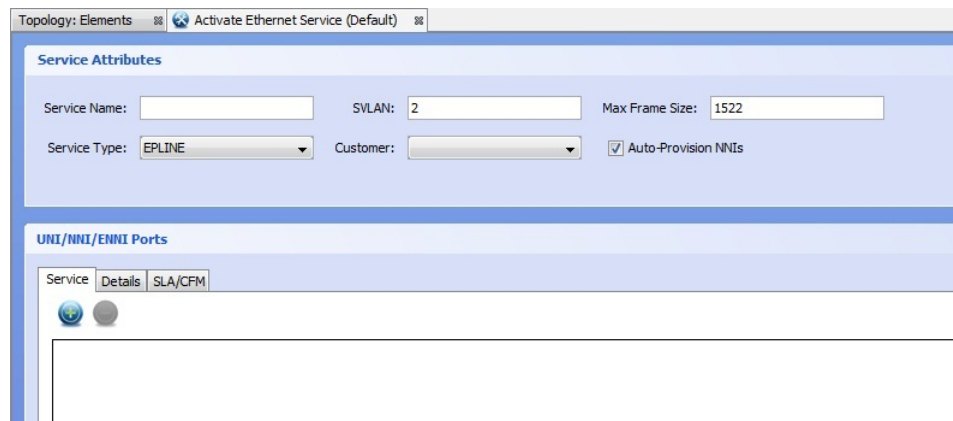 Topology: Elements Activate Ethernet Service (Default)
Service Attributes
Service Name: SVLAN: 2 Max Frame Size: 1522
Service Type: EPLINE Customer: Auto-Provision NNIs
UNI/NNI/ENNI Ports
Service Details SLA/CFM